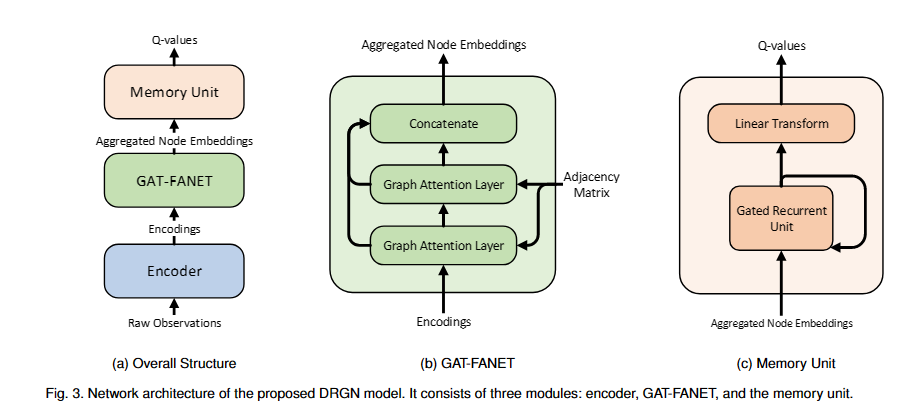 Q-values
Memory Unit
Aggregated Node Embeddings
GAT-FANET
Encodings
Encoder
Raw Observations
(a) Overall Structure
Aggregated Node Embeddings
Concatenate
Graph Attention Layer
Adjacency
Matrix
Graph Attention Layer
Encodings
(b) GAT-FANET
Q-values
Linear Transform
Gated Recurrent
Unit
Aggregated Node Embeddings
(c) Memory Unit
Fig. 3. Network architecture of the proposed DRGN model. It consists of three modules: encoder, GAT-FANET, and the memory unit.